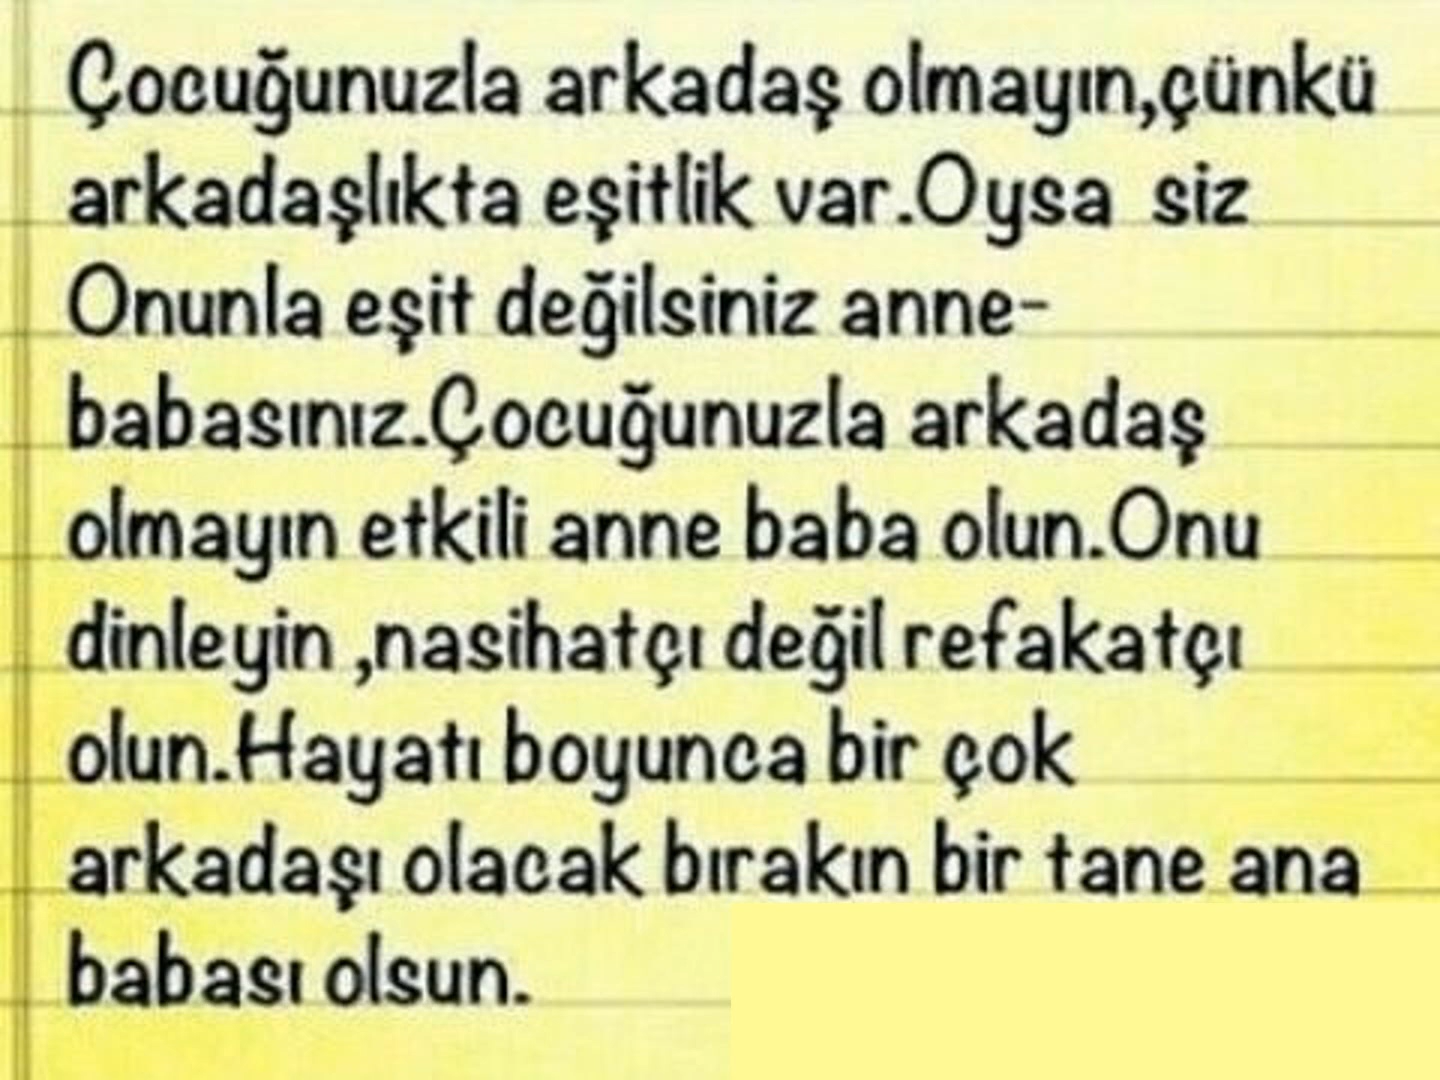 Çocuğunuzla arkadaş olmayın,çünkü
arkadaşlıkta eşitlik var.Oysa siz
Onunla eşit değilsiniz anne-
babasınız.Çocuğunuzla arkadaş
olmayın etkili anne baba olun.Onu
dinleyin ,nasihatçı değil refakatçı
olun.Hayatı boyunca bir çok
arkadaşı olacak bırakın bir tane ana
babası olsun.